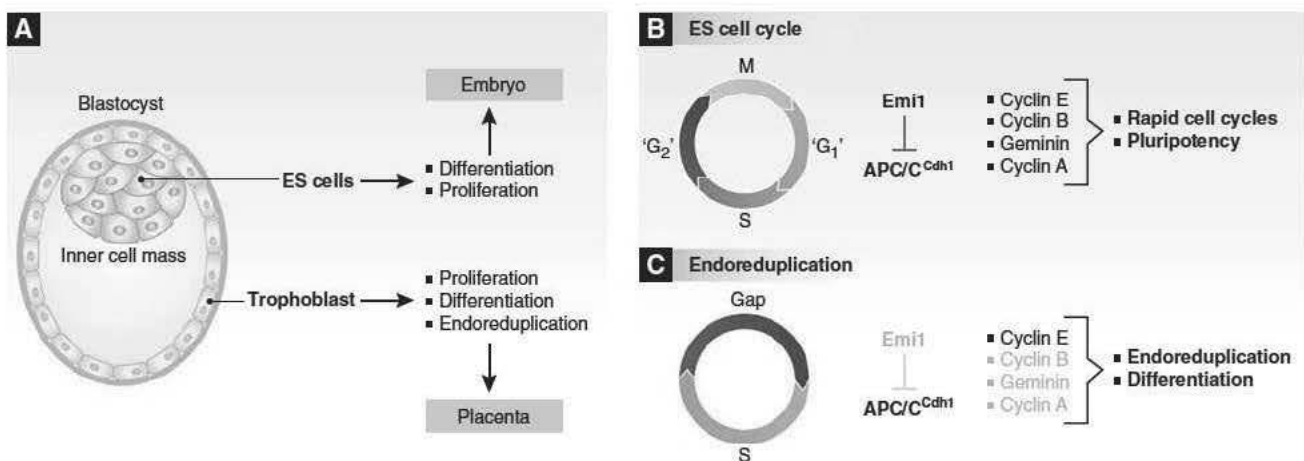 A
Blastocyst
Inner cell mass
ES cells
▪ Differentiation
▪ Proliferation
Embryo
Trophoblast
▪ Proliferation
▪ Differentiation
▪ Endoreduplication
Placenta
B ES cell cycle
M
'G2'
'G1'
S
Emi1
APC/C^Cdh1
▪ Cyclin E
▪ Cyclin B
▪ Geminin
▪ Cyclin A
▪ Rapid cell cycles
▪ Pluripotency
C Endoreduplication
Gap
S
Emi1
APC/C^Cdh1
▪ Cyclin E
▪ Cyclin B
▪ Geminin
▪ Cyclin A
▪ Endoreduplication
▪ Differentiation